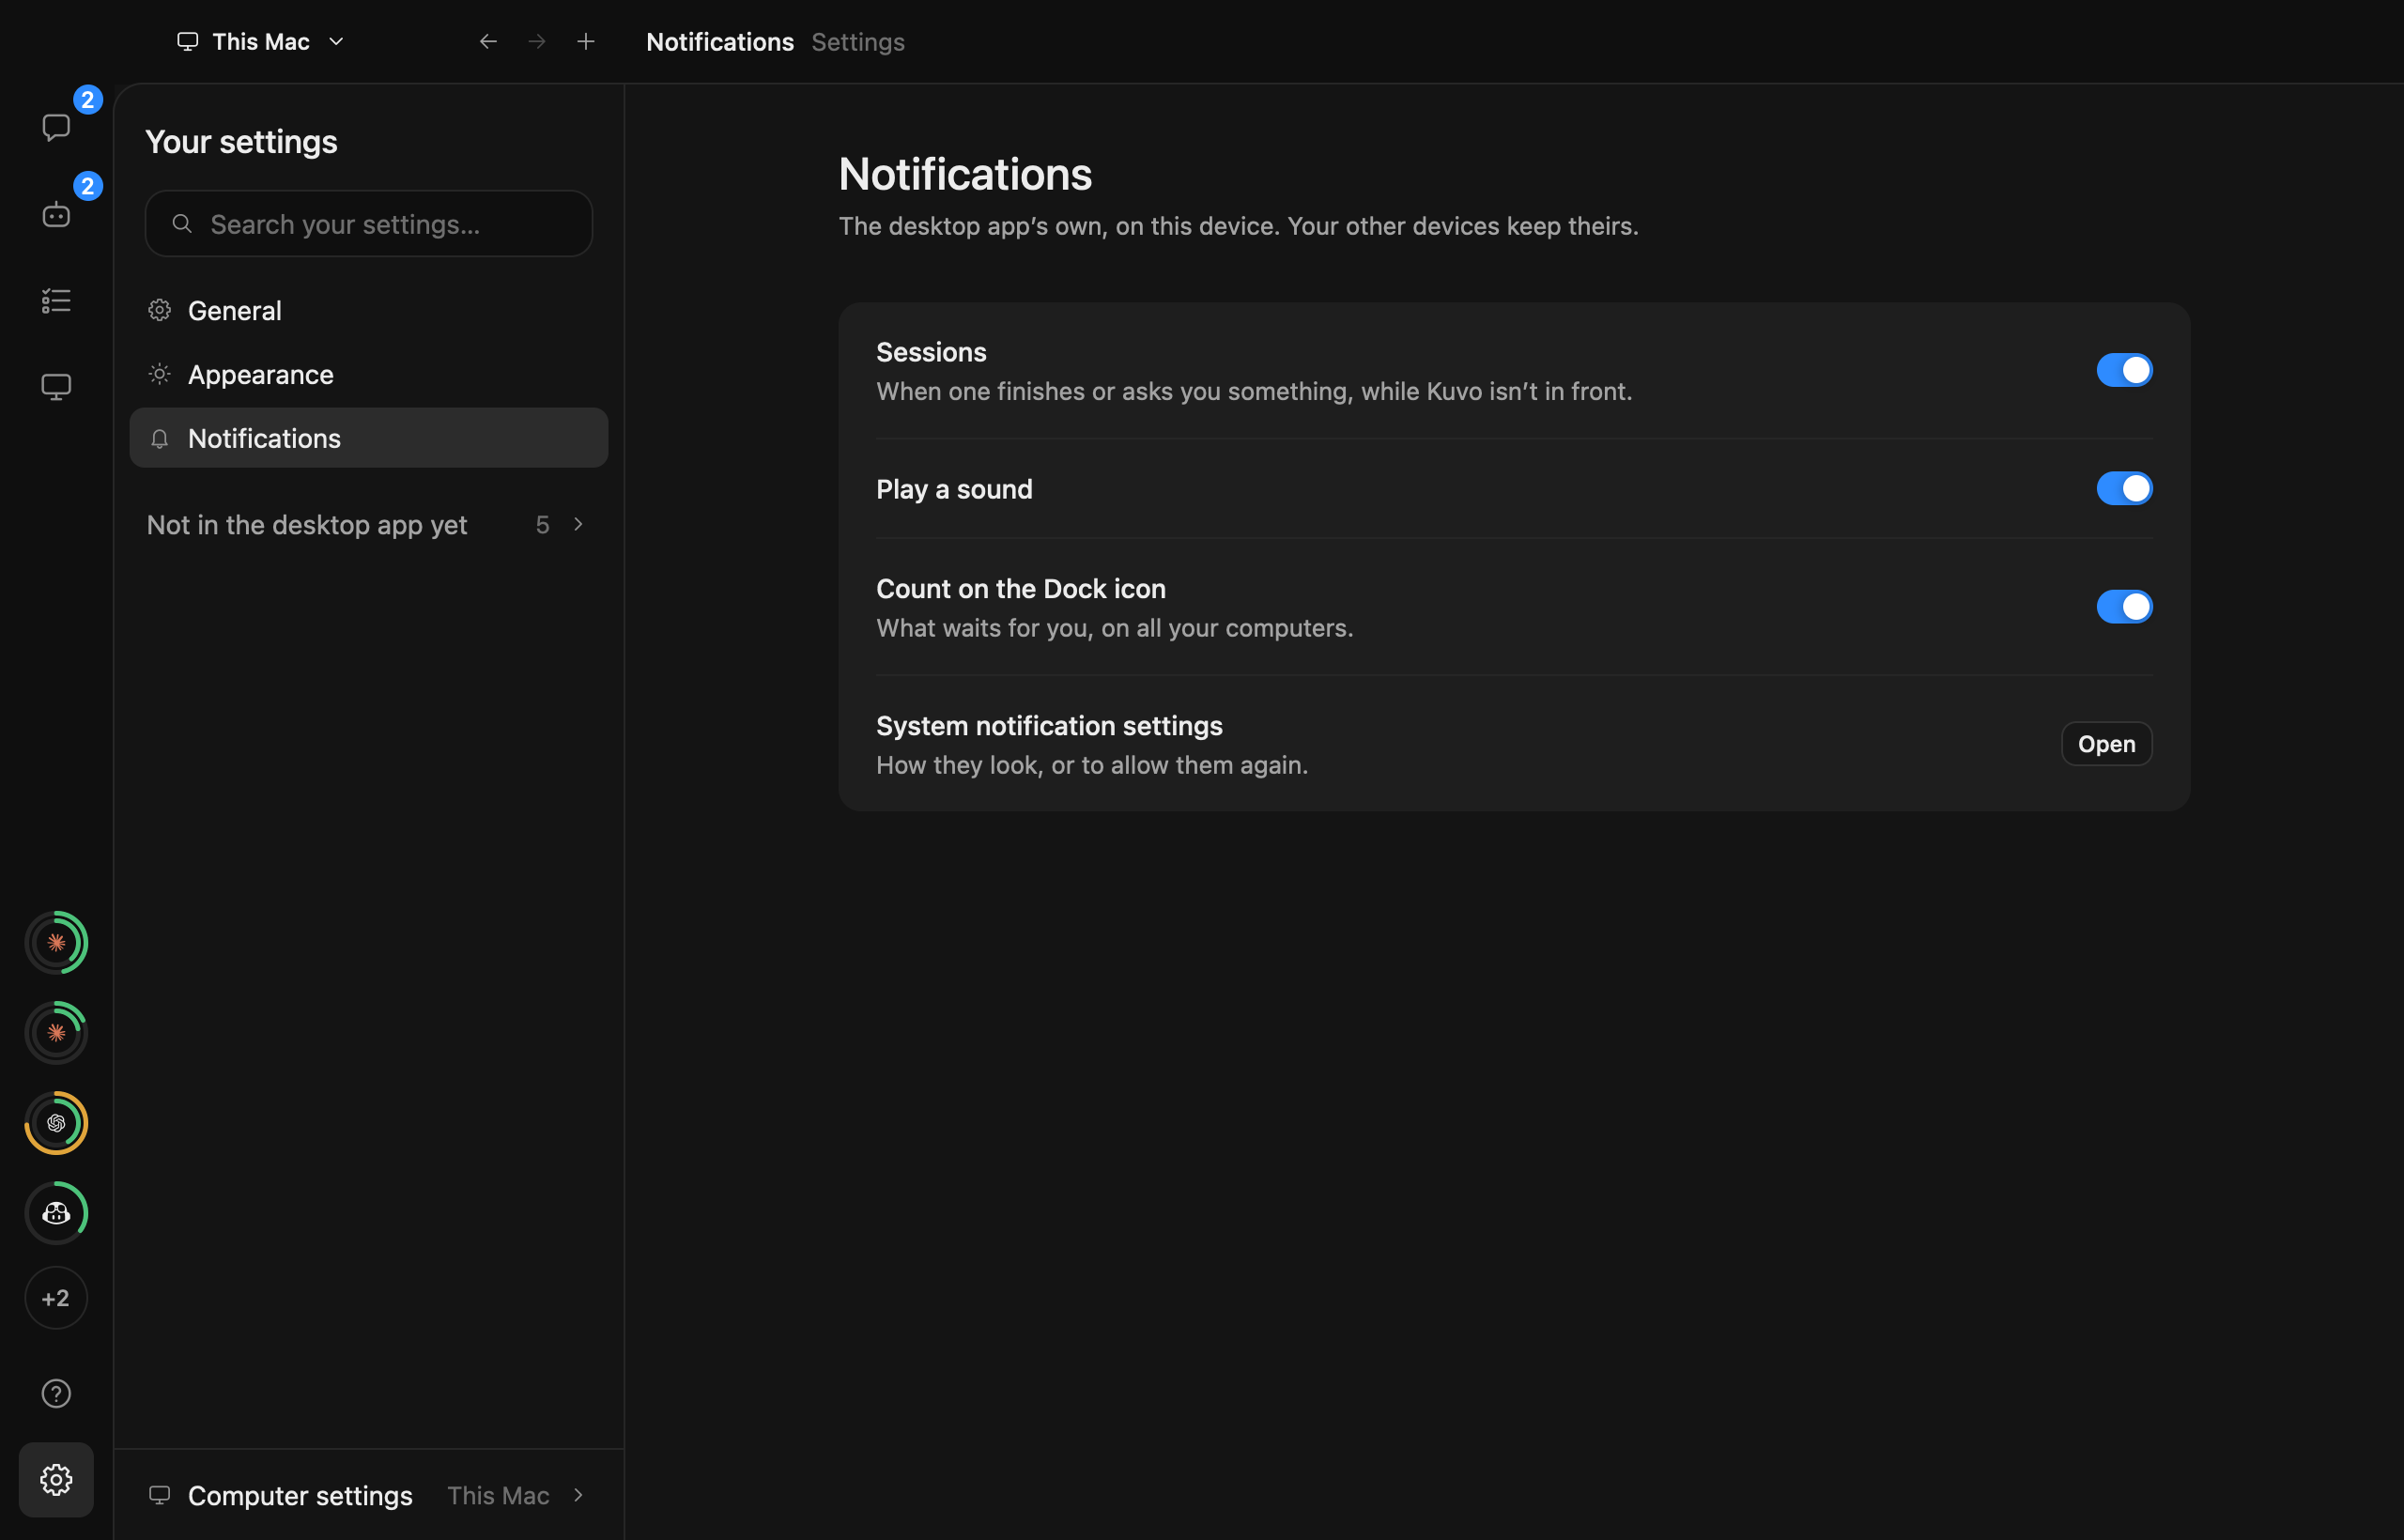 This Mac
Notifications Settings
2
2
Your settings
Search your settings...
General
Appearance
Notifications
Not in the desktop app yet 5
Notifications
The desktop app’s own, on this device. Your other devices keep theirs.
Sessions
When one finishes or asks you something, while Kuvo isn’t in front.
Play a sound
Count on the Dock icon
What waits for you, on all your computers.
System notification settings
How they look, or to allow them again.
Open
+2
?
Computer settings This Mac